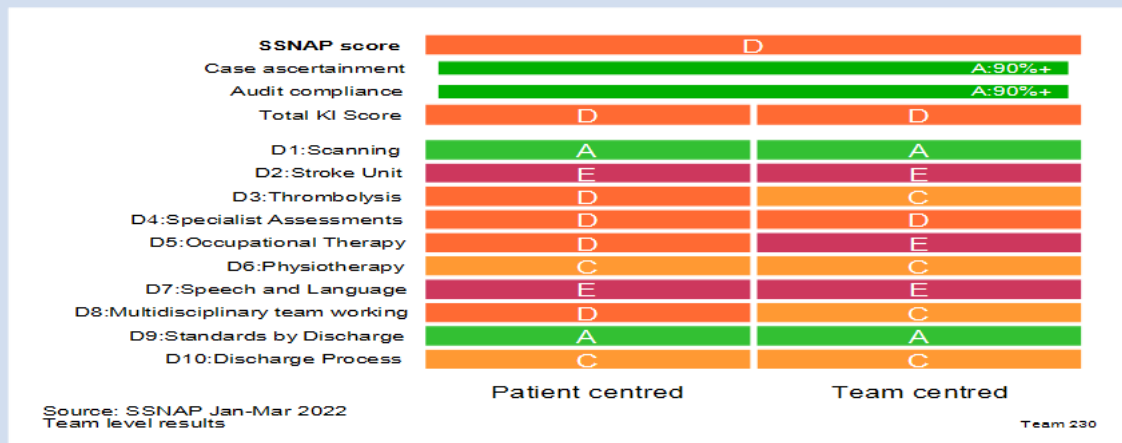 SSNAP score D
Case ascertainment A:90%+
Audit compliance A:90%+
Total KI Score D D
D1:Scanning A A
D2:Stroke Unit E E
D3:Thrombolysis D C
D4:Specialist Assessments D D
D5:Occupational Therapy D E
D6:Physiotherapy C C
D7:Speech and Language E E
D8:Multidisciplinary team working D C
D9:Standards by Discharge A A
D10:Discharge Process C C
Patient centred Team centred
Source: SSNAP Jan-Mar 2022
Team level results Team 230